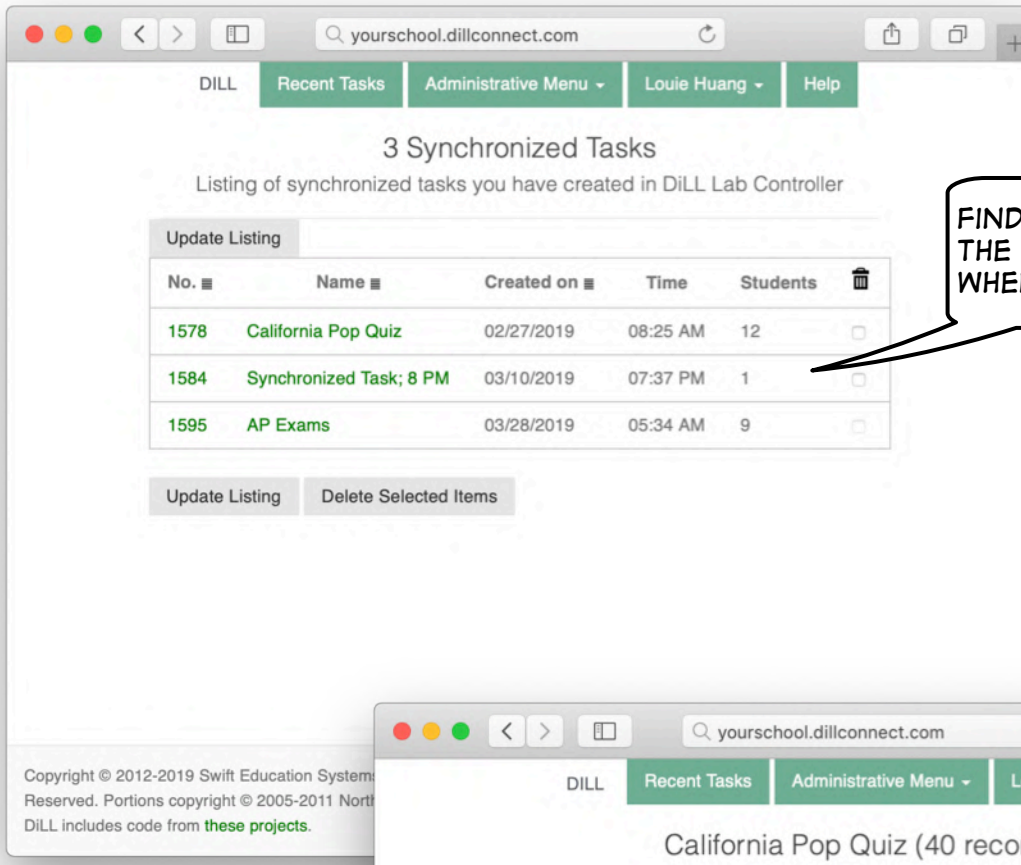 yourschool.dillconnect.com
DILL Recent Tasks Administrative Menu Louie Huang Help
3 Synchronized Tasks
Listing of synchronized tasks you have created in DiLL Lab Controller
Update Listing
No. Name Created on Time Students
1578 California Pop Quiz 02/27/2019 08:25 AM 12
1584 Synchronized Task; 8 PM 03/10/2019 07:37 PM 1
1595 AP Exams 03/28/2019 05:34 AM 9
Update Listing Delete Selected Items
FIND
THE
Copyright © 2012-2019 Swift Education System
Reserved. Portions copyright © 2005-2011 North
DiLL includes code from these projects.
yourschool.dillconnect.com
DILL Recent Tasks Administrative Menu L
California Pop Quiz (40